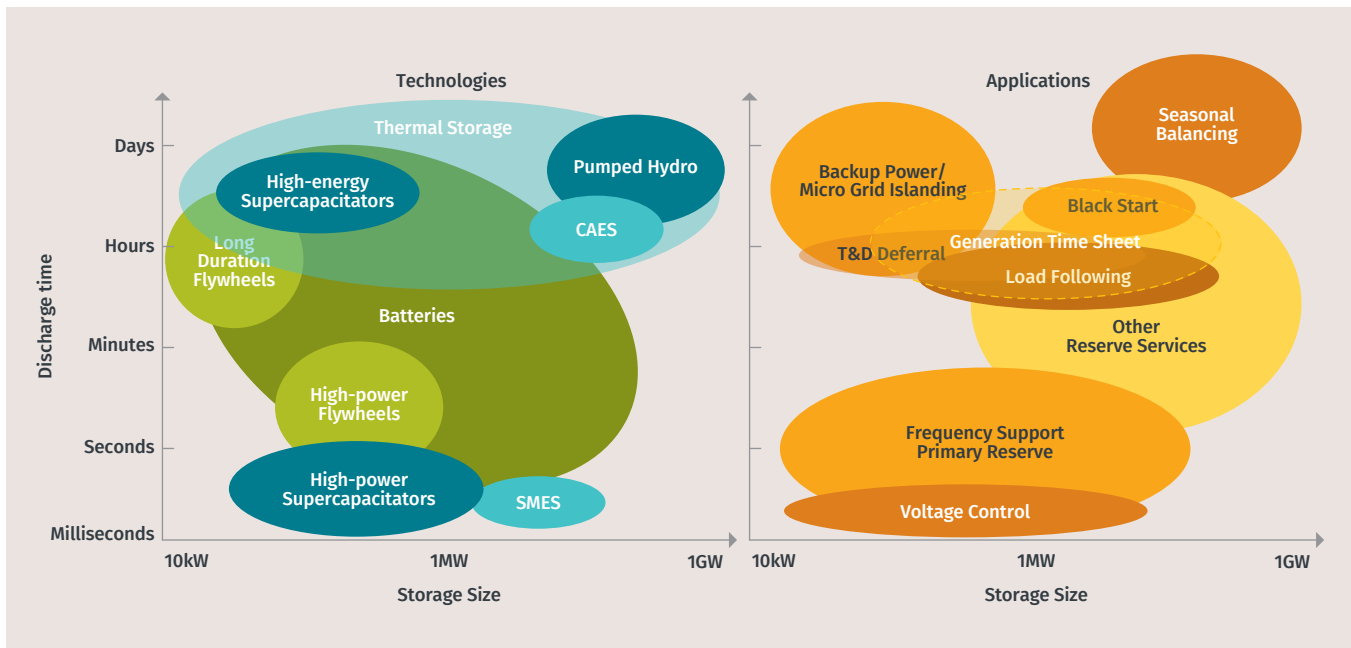 Technologies
Discharge time
Days
Hours
Minutes
Seconds
Milliseconds
Thermal Storage
Pumped Hydro
High-energy
Supercapacitators
CAES
Long
Duration
Flywheels
Batteries
High-power
Flywheels
High-power
Supercapacitators
SMES
10kW
1MW
1GW
Storage Size
Applications
Seasonal
Balancing
Backup Power/
Micro Grid Islanding
Black Start
Generation Time Sheet
T&D Deferral
Load Following
Other
Reserve Services
Frequency Support
Primary Reserve
Voltage Control
10kW
1MW
1GW
Storage Size